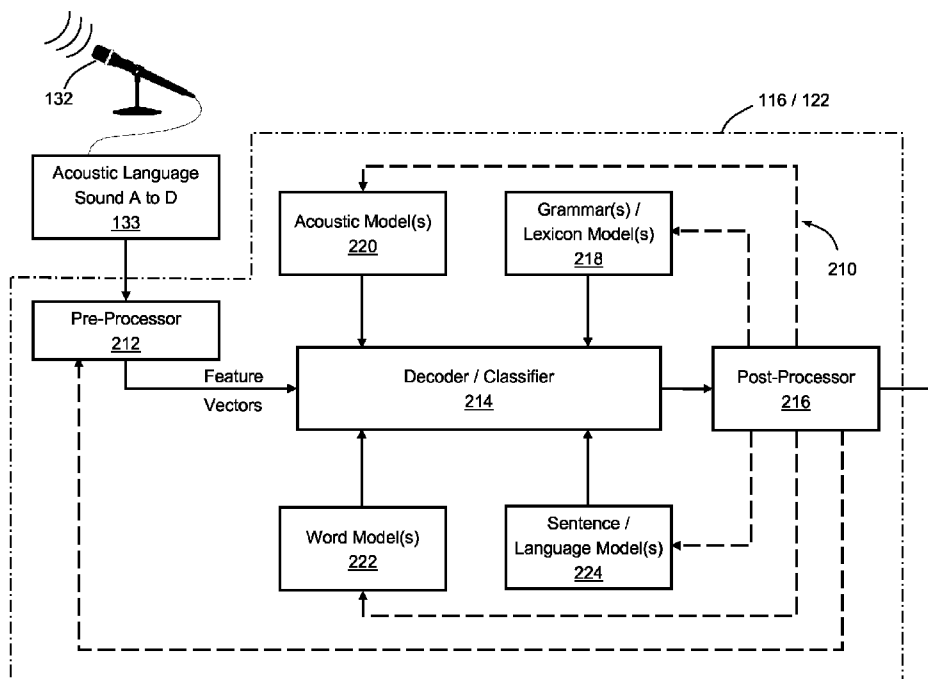 132
116 / 122
Acoustic Language
Sound A to D
133
Acoustic Model(s)
220
Grammar(s) /
Lexicon Model(s)
218
210
Pre-Processor
212
Feature
Vectors
Decoder / Classifier
214
Post-Processor
216
Word Model(s)
222
Sentence /
Language Model(s)
224